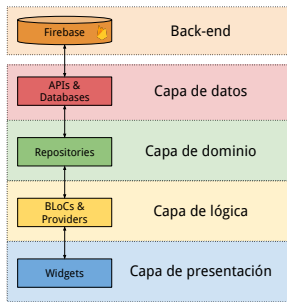 Firebase
Back-end
APIs &
Databases
Capa de datos
Repositories
Capa de dominio
BLoCs &
Providers
Capa de lógica
Widgets
Capa de presentación